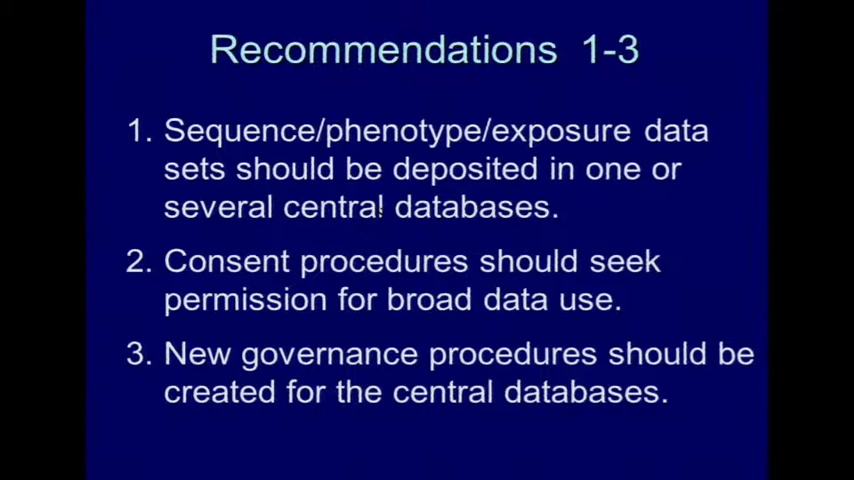 Recommendations 1-3
1. Sequence/phenotype/exposure data
sets should be deposited in one or
several central databases.
2. Consent procedures should seek
permission for broad data use.
3. New governance procedures should be
created for the central databases.